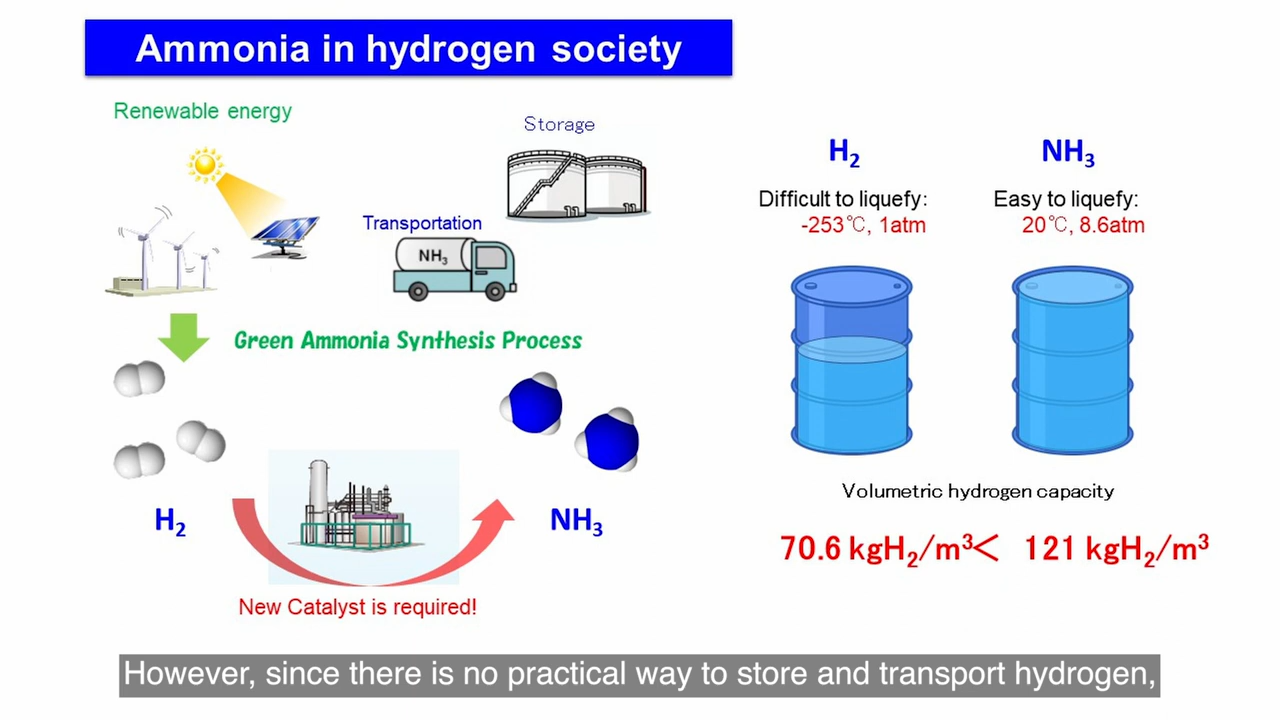 Ammonia in hydrogen society
Renewable energy
Storage
Transportation
NH₃
Green Ammonia Synthesis Process
H₂
NH₃
New Catalyst is required!
H₂
NH₃
Difficult to liquefy:
-253℃, 1atm
Easy to liquefy:
20℃, 8.6atm
Volumetric hydrogen capacity
70.6 kgH₂/m³< 121 kgH₂/m³
However, since there is no practical way to store and transport hydrogen,